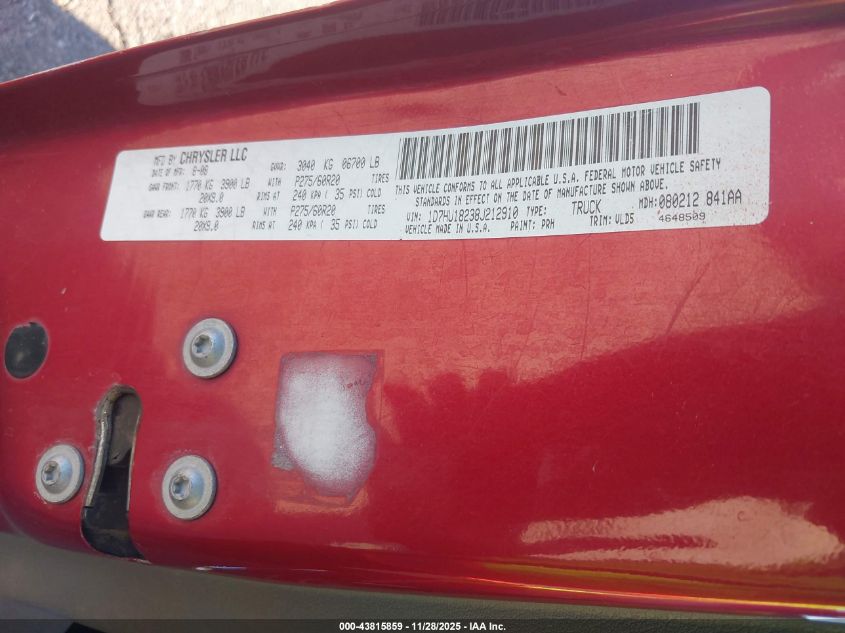 MFD BY CHRYSLER LLC
DATE OF MFR: 8-08
GVWR: 3040 KG 06700 LB
GAWR FRONT: 1770 KG 3900 LB WITH P275/60R20 TIRES
20X9.0 RIMS AT 240 KPA ( 35 PSI) COLD
GAWR REAR: 1770 KG 3900 LB WITH P275/60R20 TIRES
20X9.0 RIMS AT 240 KPA ( 35 PSI) COLD
THIS VEHICLE CONFORMS TO ALL APPLICABLE U.S.A. FEDERAL MOTOR VEHICLE SAFETY
STANDARDS IN EFFECT ON THE DATE OF MANUFACTURE SHOWN ABOVE.
VIN: 1D7HU18238J212910 TYPE: TRUCK MDH: 080212 841AA
VEHICLE MADE IN U.S.A. PAINT: PRH TRIM: VLD5 4648509
000-43815859 - 11/28/2025 - IAA Inc.